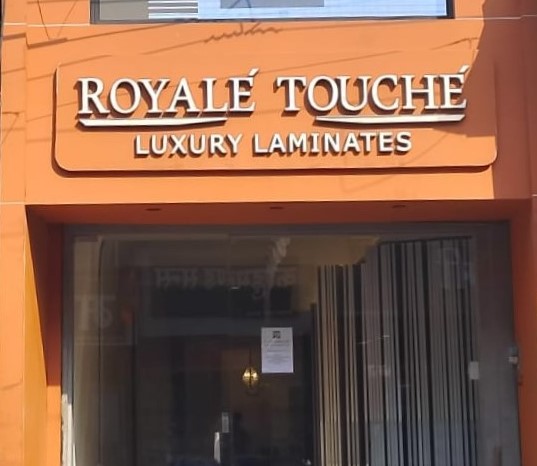 ROYALÉ TOUCHÉ
LUXURY LAMINATES